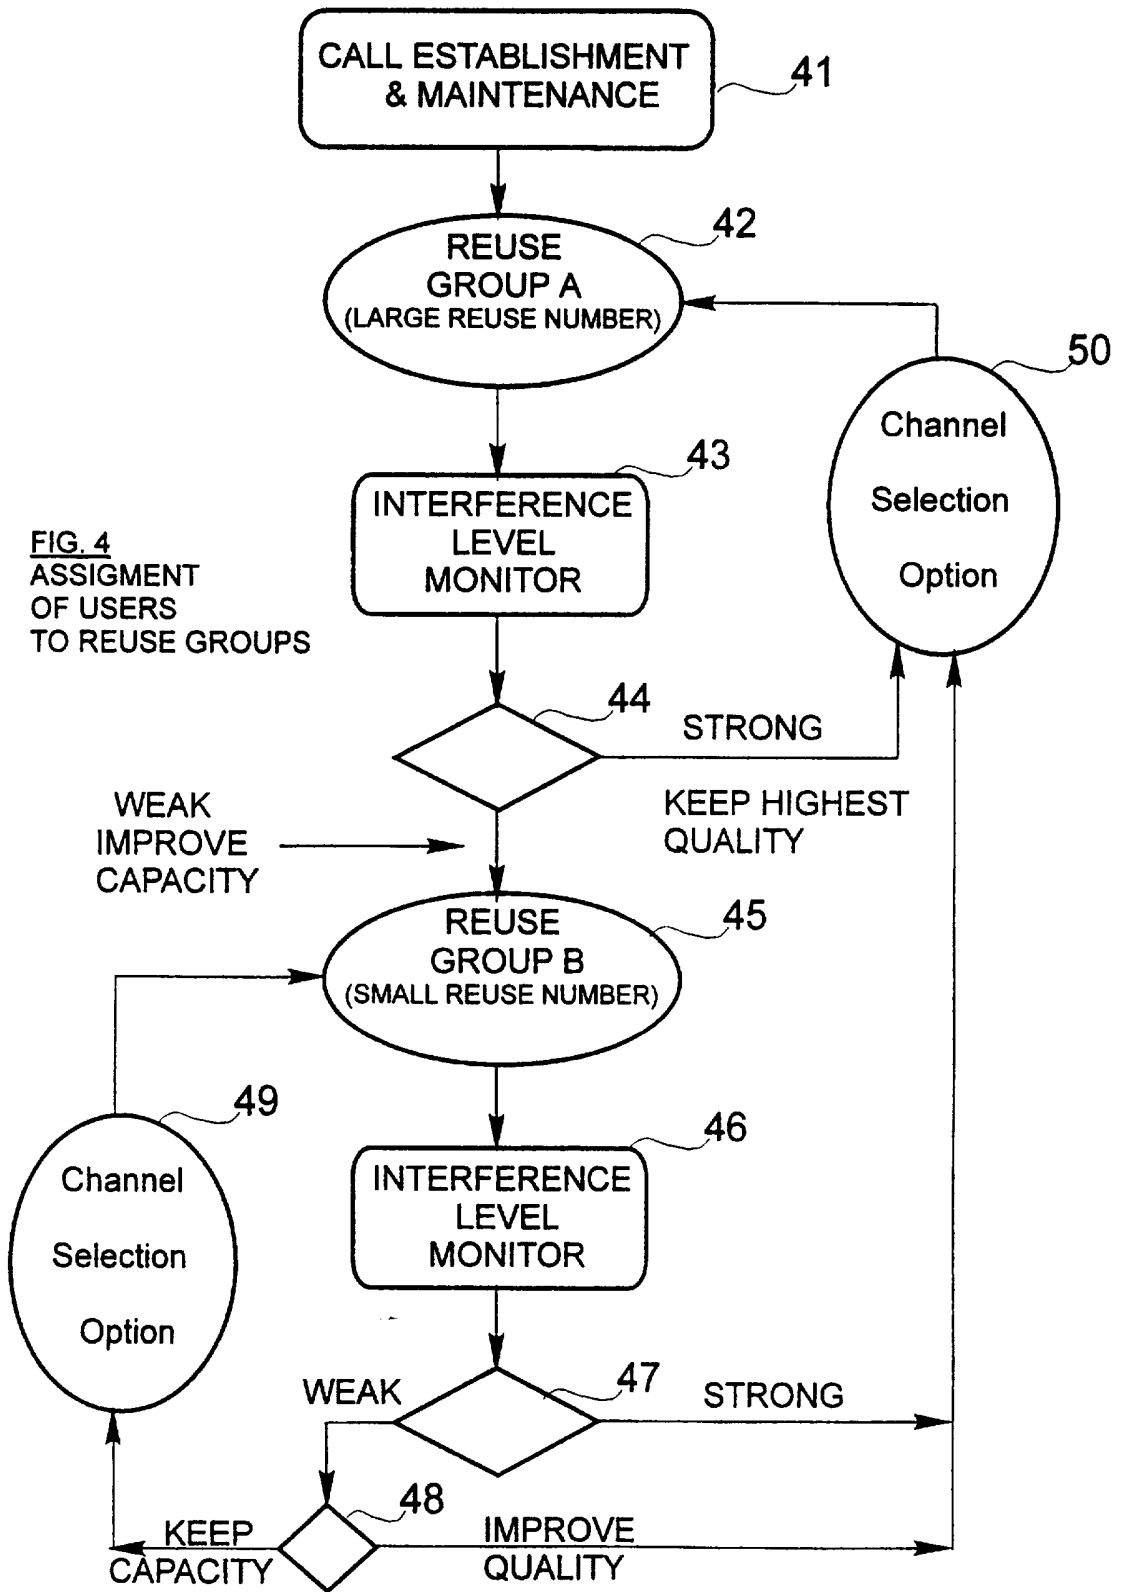 CALL ESTABLISHMENT
& MAINTENANCE
41
42
REUSE
GROUP A
(LARGE REUSE NUMBER)
50
Channel
Selection
Option
43
INTERFERENCE
LEVEL
MONITOR
FIG. 4
ASSIGMENT
OF USERS
TO REUSE GROUPS
44
STRONG
KEEP HIGHEST
QUALITY
WEAK
IMPROVE
CAPACITY
45
REUSE
GROUP B
(SMALL REUSE NUMBER)
49
Channel
Selection
Option
46
INTERFERENCE
LEVEL
MONITOR
47
WEAK
STRONG
48
KEEP
CAPACITY
IMPROVE
QUALITY